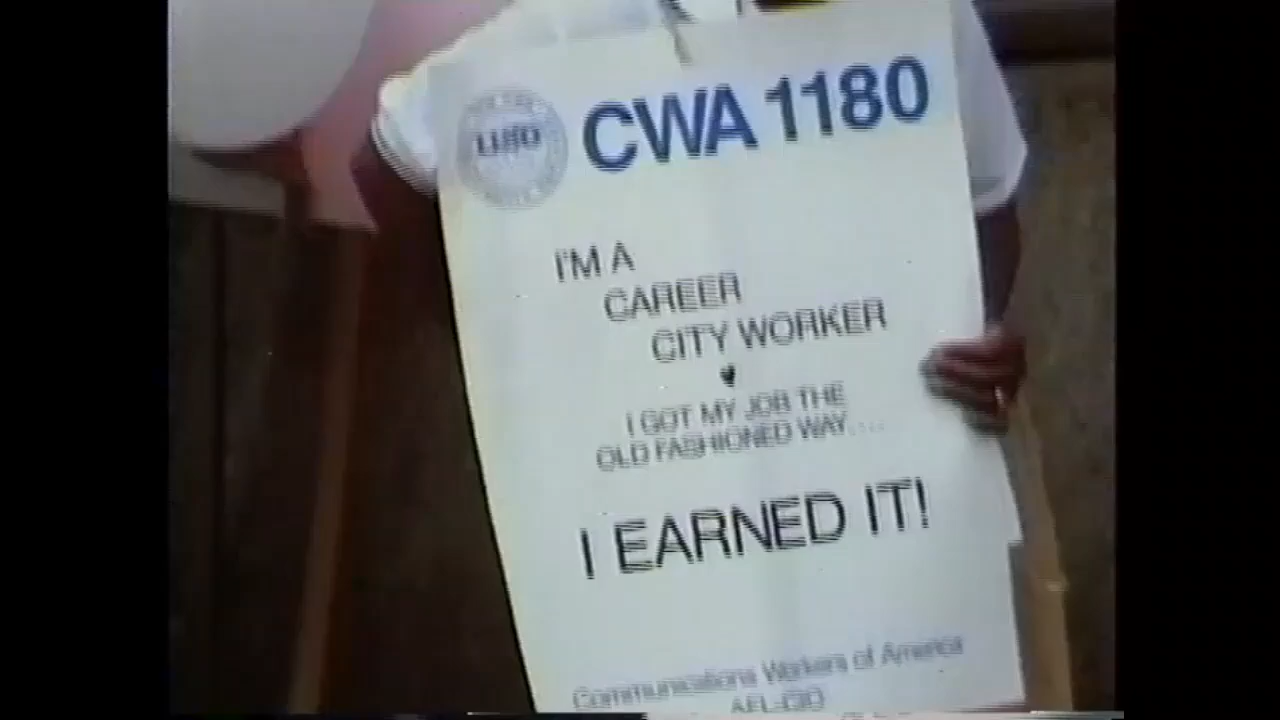 CWA 1180
1180
I'M A
CAREER
CITY WORKER
I GOT MY JOB THE
OLD FASHIONED WAY....
I EARNED IT!
Communications Workers of America
AFL-CIO